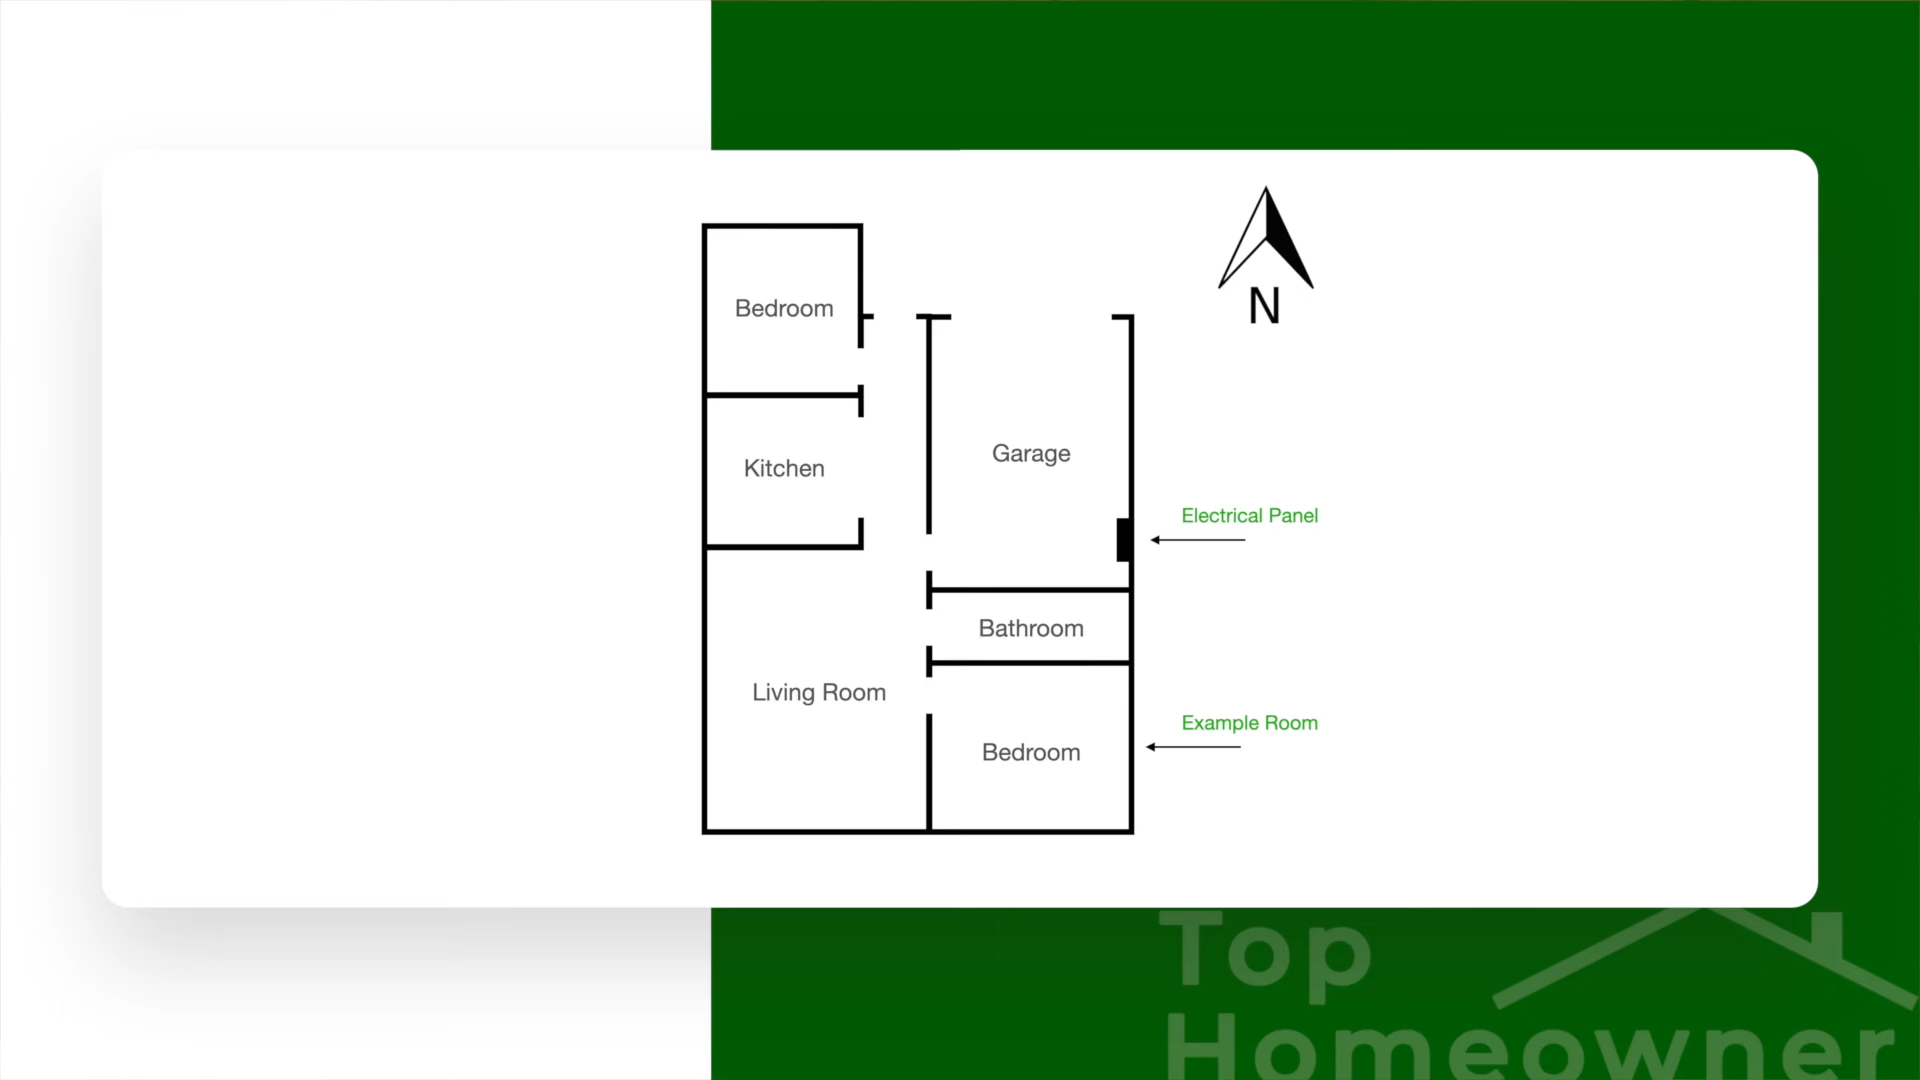 N
Bedroom
Garage
Kitchen
Electrical Panel
Bathroom
Living Room
Example Room
Bedroom
Top
Homeowner